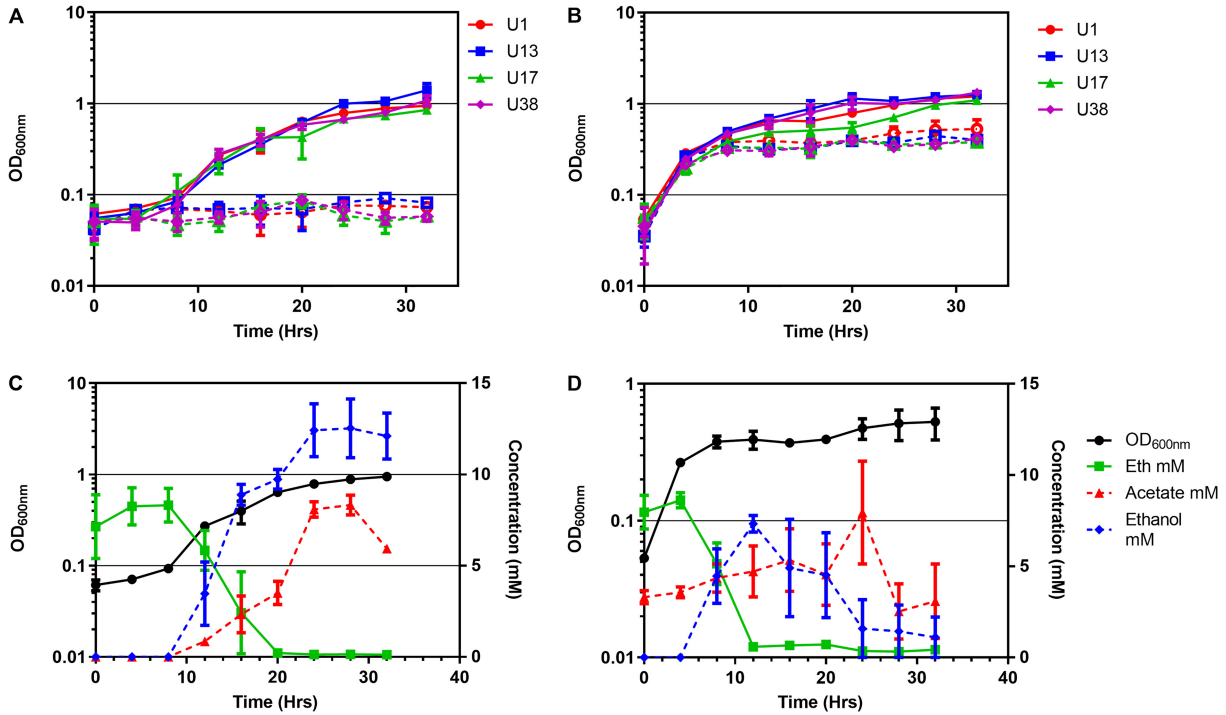 A
10
1
0.1
0.01
OD600nm
0
10
20
30
Time (Hrs)
U1
U13
U17
U38
B
10
1
0.1
0.01
OD600nm
0
10
20
30
Time (Hrs)
U1
U13
U17
U38
C
10
1
0.1
0.01
OD600nm
15
10
5
0
Concentration (mM)
0
10
20
30
40
Time (Hrs)
D
1
0.1
0.01
OD600nm
15
10
5
0
Concentration (mM)
0
10
20
30
40
Time (Hrs)
OD600nm
Eth mM
Acetate mM
Ethanol
mM